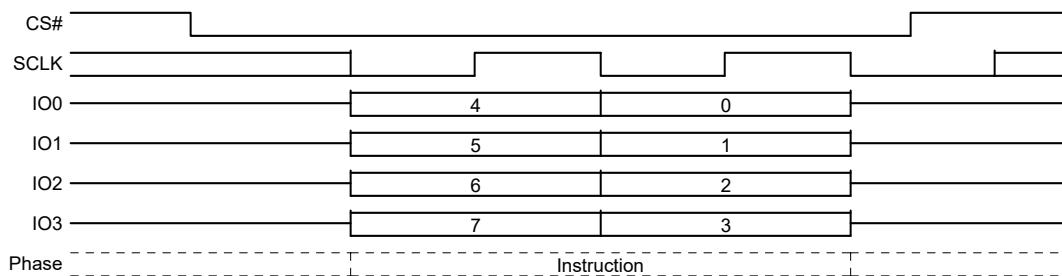 CS#
SCLK
IO0 4 0
IO1 5 1
IO2 6 2
IO3 7 3
Phase Instruction